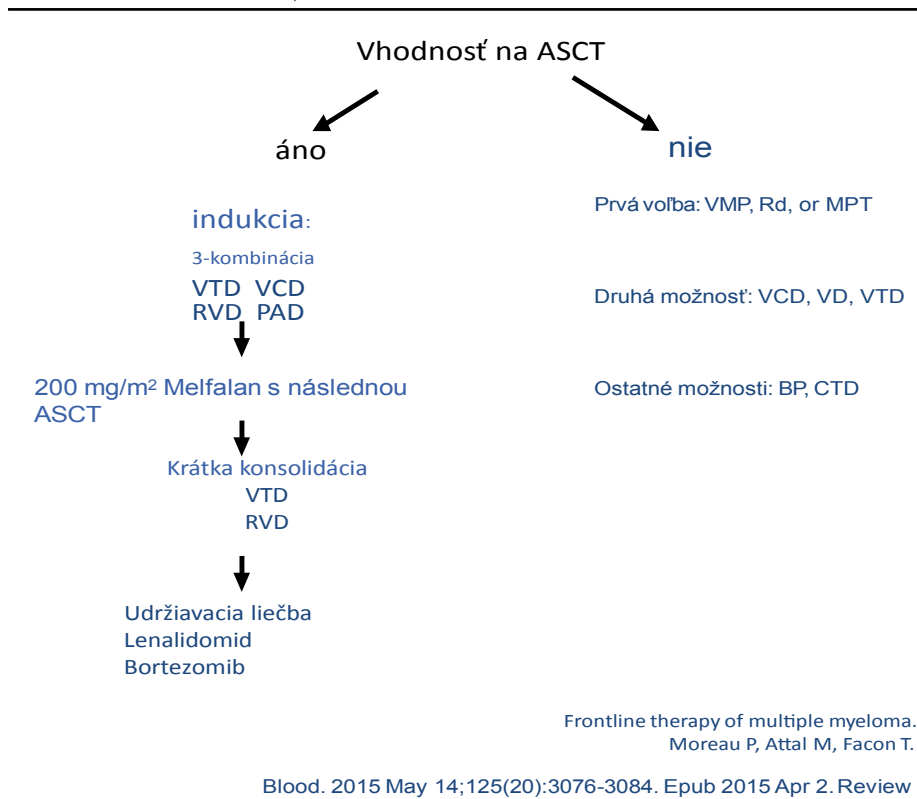 Vhodnosť na ASCT
áno
nie
indukcia:
3-kombinácia
VTD VCD
RVD PAD
200 mg/m² Melfalan s následnou
ASCT
Krátka konsolidácia
VTD
RVD
Udržiavacia liečba
Lenalidomid
Bortezomib
Prvá voľba: VMP, Rd, or MPT
Druhá možnosť: VCD, VD, VTD
Ostatné možnosti: BP, CTD
Frontline therapy of multiple myeloma.
Moreau P, Attal M, Facon T.
Blood. 2015 May 14;125(20):3076-3084. Epub 2015 Apr 2. Review